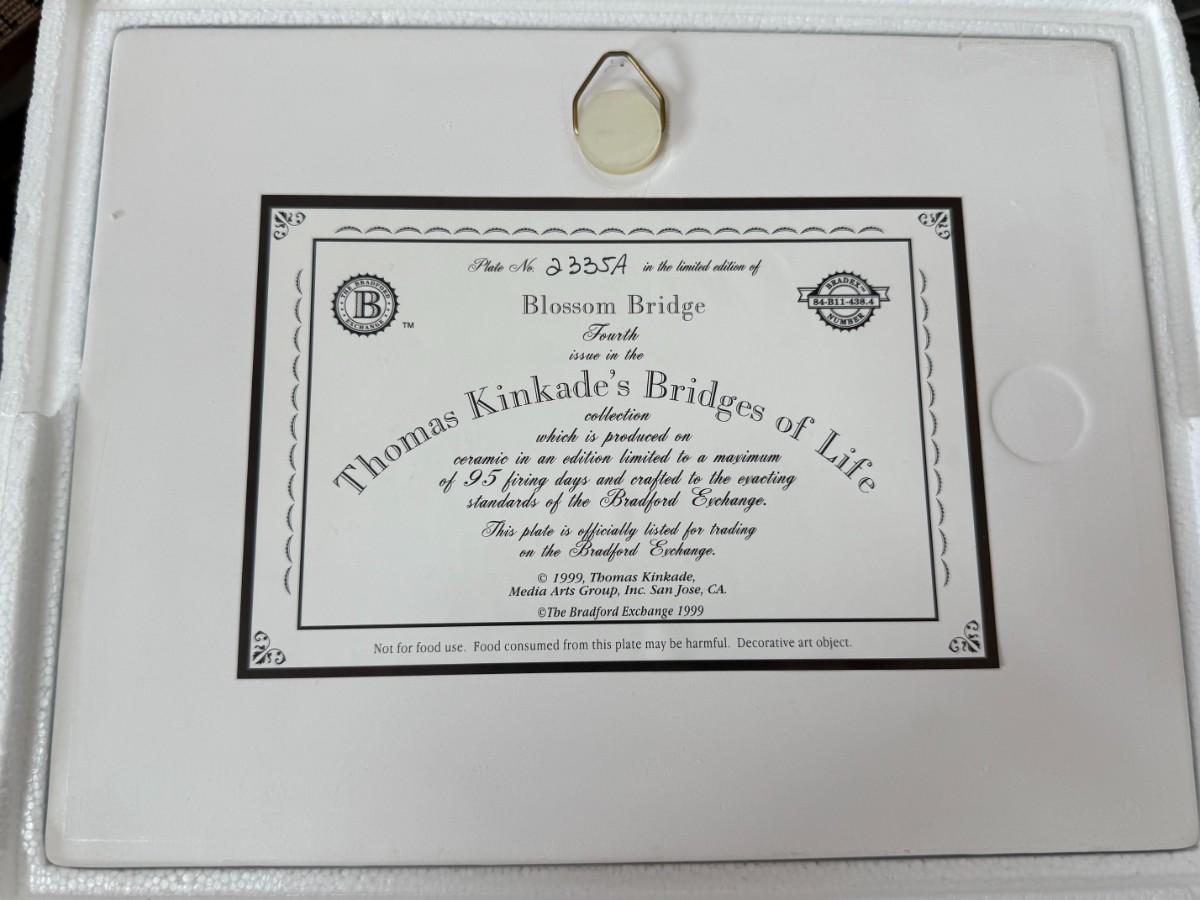 Plate No. 2335A in the limited edition of
THE BRADFORD EXCHANGE
B
TM
BRADEX™
84-B11-438.4
NUMBER
Blossom Bridge
Fourth
issue in the
Thomas Kinkade's Bridges of Life
collection
which is produced on
ceramic in an edition limited to a maximum
of 95 firing days and crafted to the exacting
standards of the Bradford Exchange.
This plate is officially listed for trading
on the Bradford Exchange.
© 1999, Thomas Kinkade,
Media Arts Group, Inc. San Jose, CA.
©The Bradford Exchange 1999
Not for food use. Food consumed from this plate may be harmful. Decorative art object.